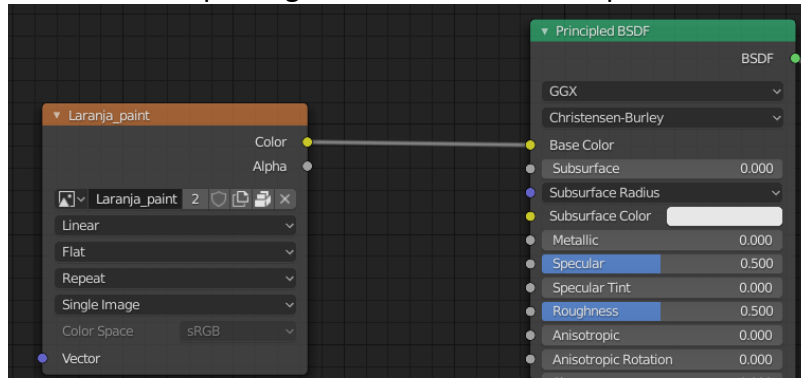 Principled BSDF
BSDF
GGX
Christensen-Burley
Base Color
Subsurface 0.000
Subsurface Radius
Subsurface Color
Metallic 0.000
Specular 0.500
Specular Tint 0.000
Roughness 0.500
Anisotropic 0.000
Anisotropic Rotation 0.000
Laranja_paint
Color
Alpha
Laranja_paint 2
Linear
Flat
Repeat
Single Image
Color Space sRGB
Vector